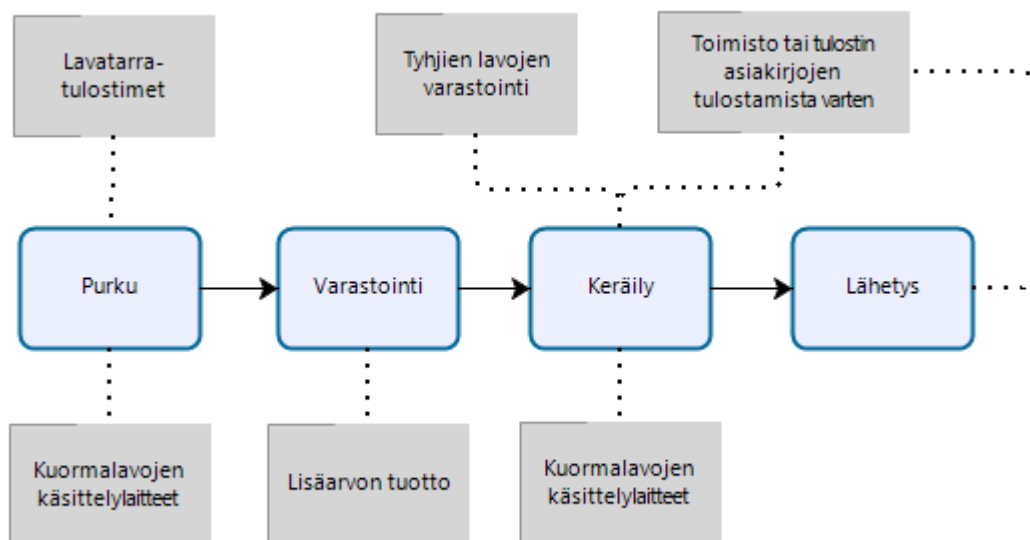 Lavatarra-
tulostimet
Tyhjien lavojen
varastointi
Toimisto tai tulostin
asiakirjojen
tulostamista varten
Purku
Varastointi
Keräily
Lähetys
Kuormalavojen
käsittelylaitteet
Lisäarvon tuotto
Kuormalavojen
käsittelylaitteet